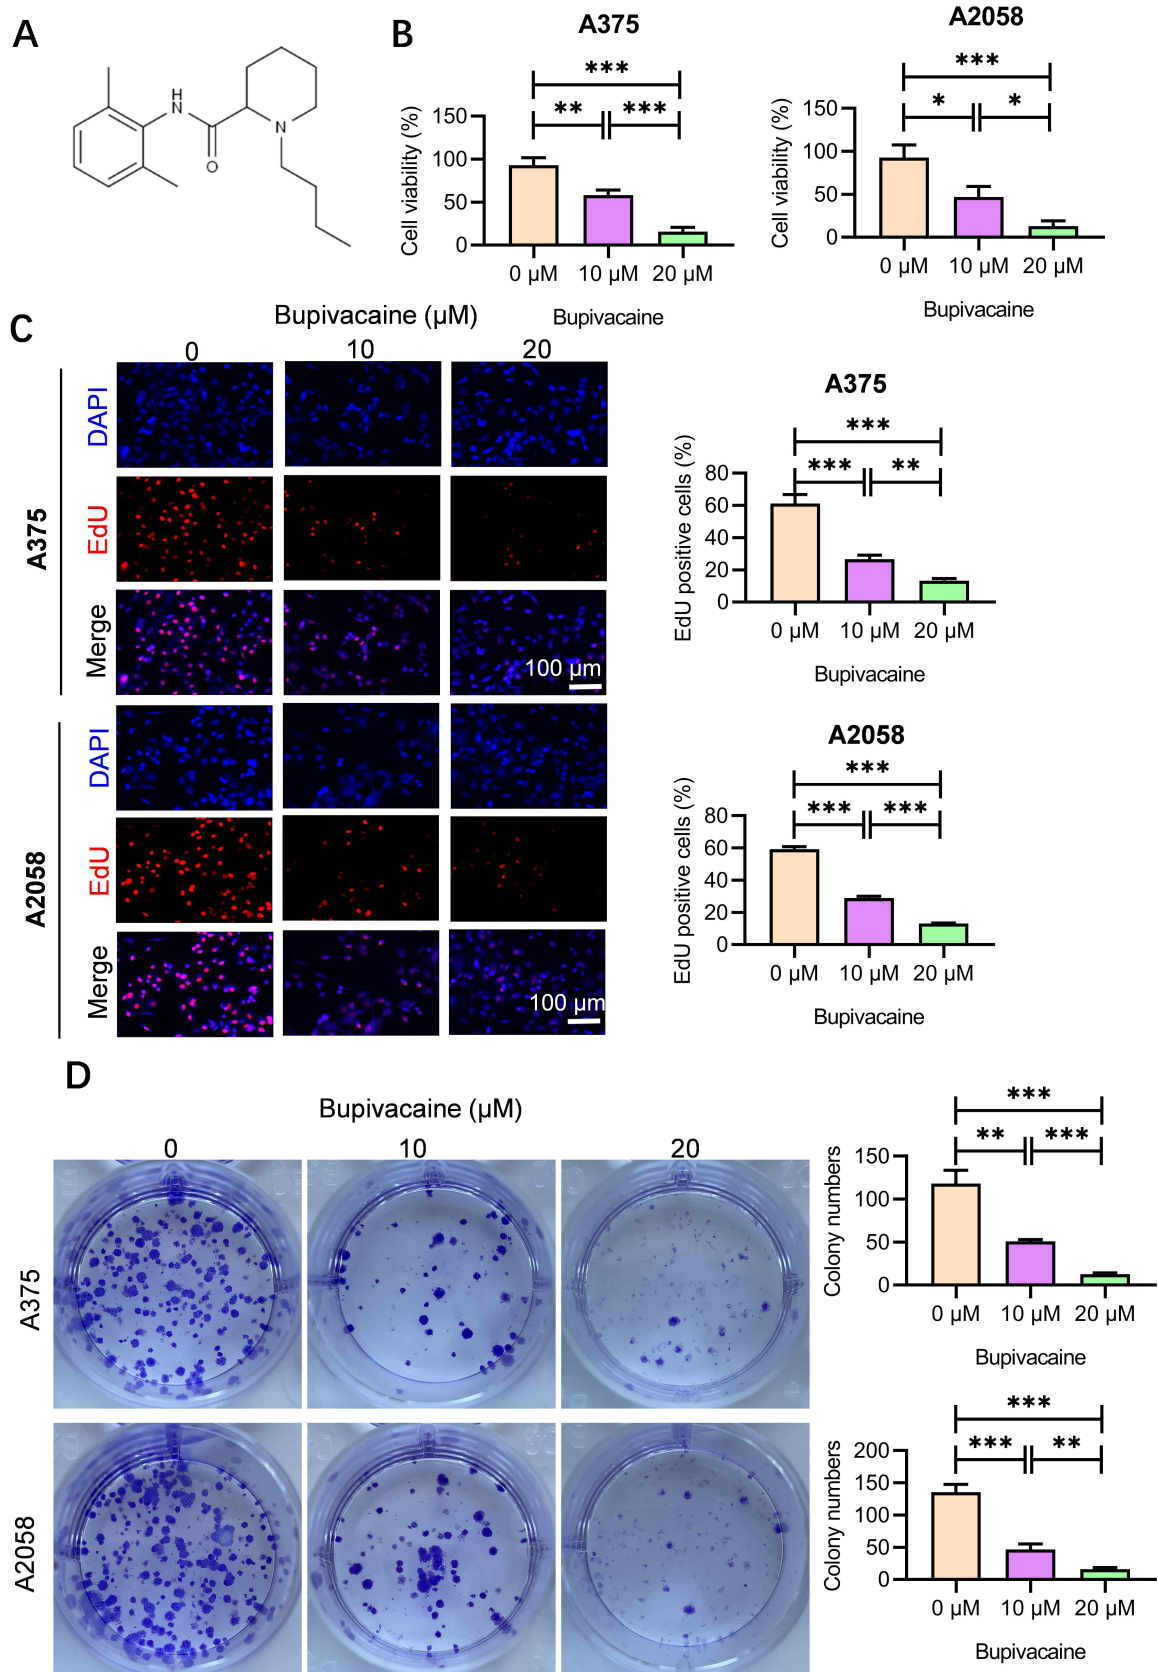 A
H
N
O
N
B
A375
***
** ***
Cell viability (%)
150
100
50
0
0 µM 10 µM 20 µM
Bupivacaine
A2058
***
* *
Cell viability (%)
150
100
50
0
0 µM 10 µM 20 µM
Bupivacaine
C
Bupivacaine (µM)
0 10 20
A375
DAPI
EdU
Merge
100 µm
A2058
DAPI
EdU
Merge
100 µm
A375
***
*** **
EdU positive cells (%)
80
60
40
20
0
0 µM 10 µM 20 µM
Bupivacaine
A2058
***
*** ***
EdU positive cells (%)
80
60
40
20
0
0 µM 10 µM 20 µM
Bupivacaine
D
Bupivacaine (µM)
0 10 20
A375
A2058
***
** ***
Colony numbers
150
100
50
0
0 µM 10 µM 20 µM
Bupivacaine
***
*** **
Colony numbers
200
150
100
50
0
0 µM 10 µM 20 µM
Bupivacaine